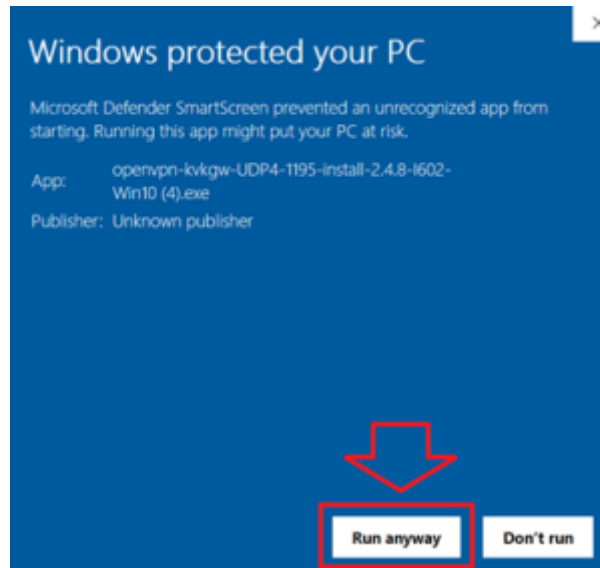 Windows protected your PC
Microsoft Defender SmartScreen prevented an unrecognized app from
starting. Running this app might put your PC at risk.
App: openvpn-kvkgw-UDP4-1195-install-2.4.8-I602-
Win10 (4).exe
Publisher: Unknown publisher
Run anyway Don't run